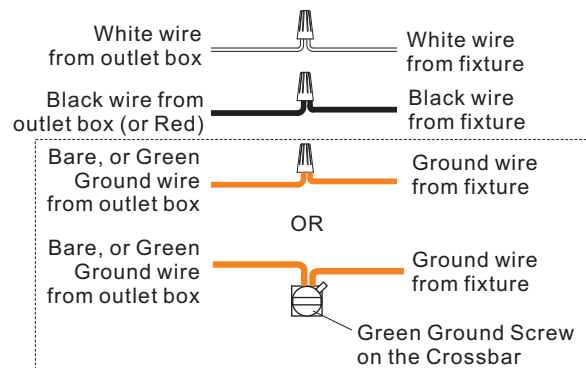 White wire
from outlet box
White wire
from fixture
Black wire from
outlet box (or Red)
Black wire
from fixture
Bare, or Green
Ground wire
from outlet box
Ground wire
from fixture
OR
Bare, or Green
Ground wire
from outlet box
Ground wire
from fixture
Green Ground Screw
on the Crossbar